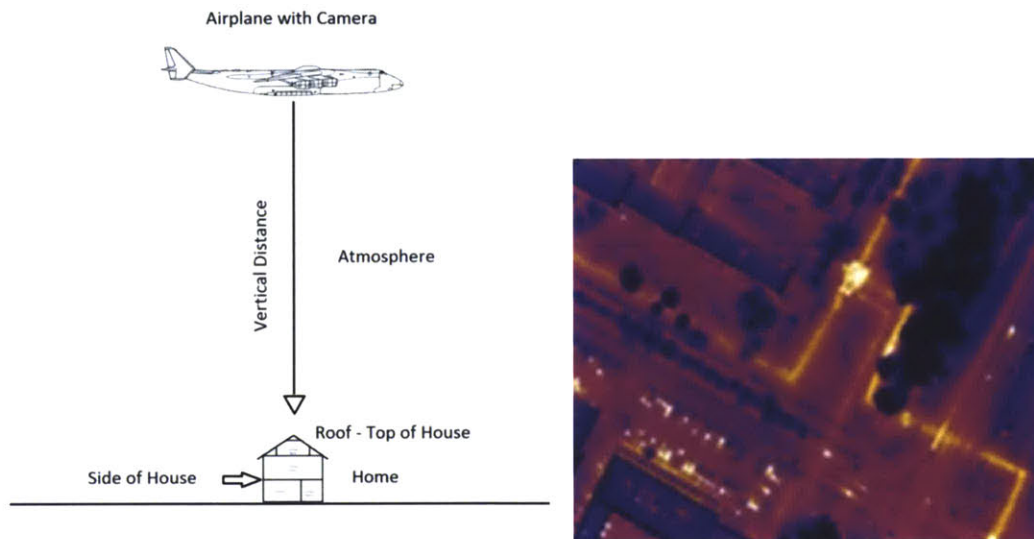 Airplane with Camera
Vertical Distance
Atmosphere
Roof - Top of House
Side of House
Home